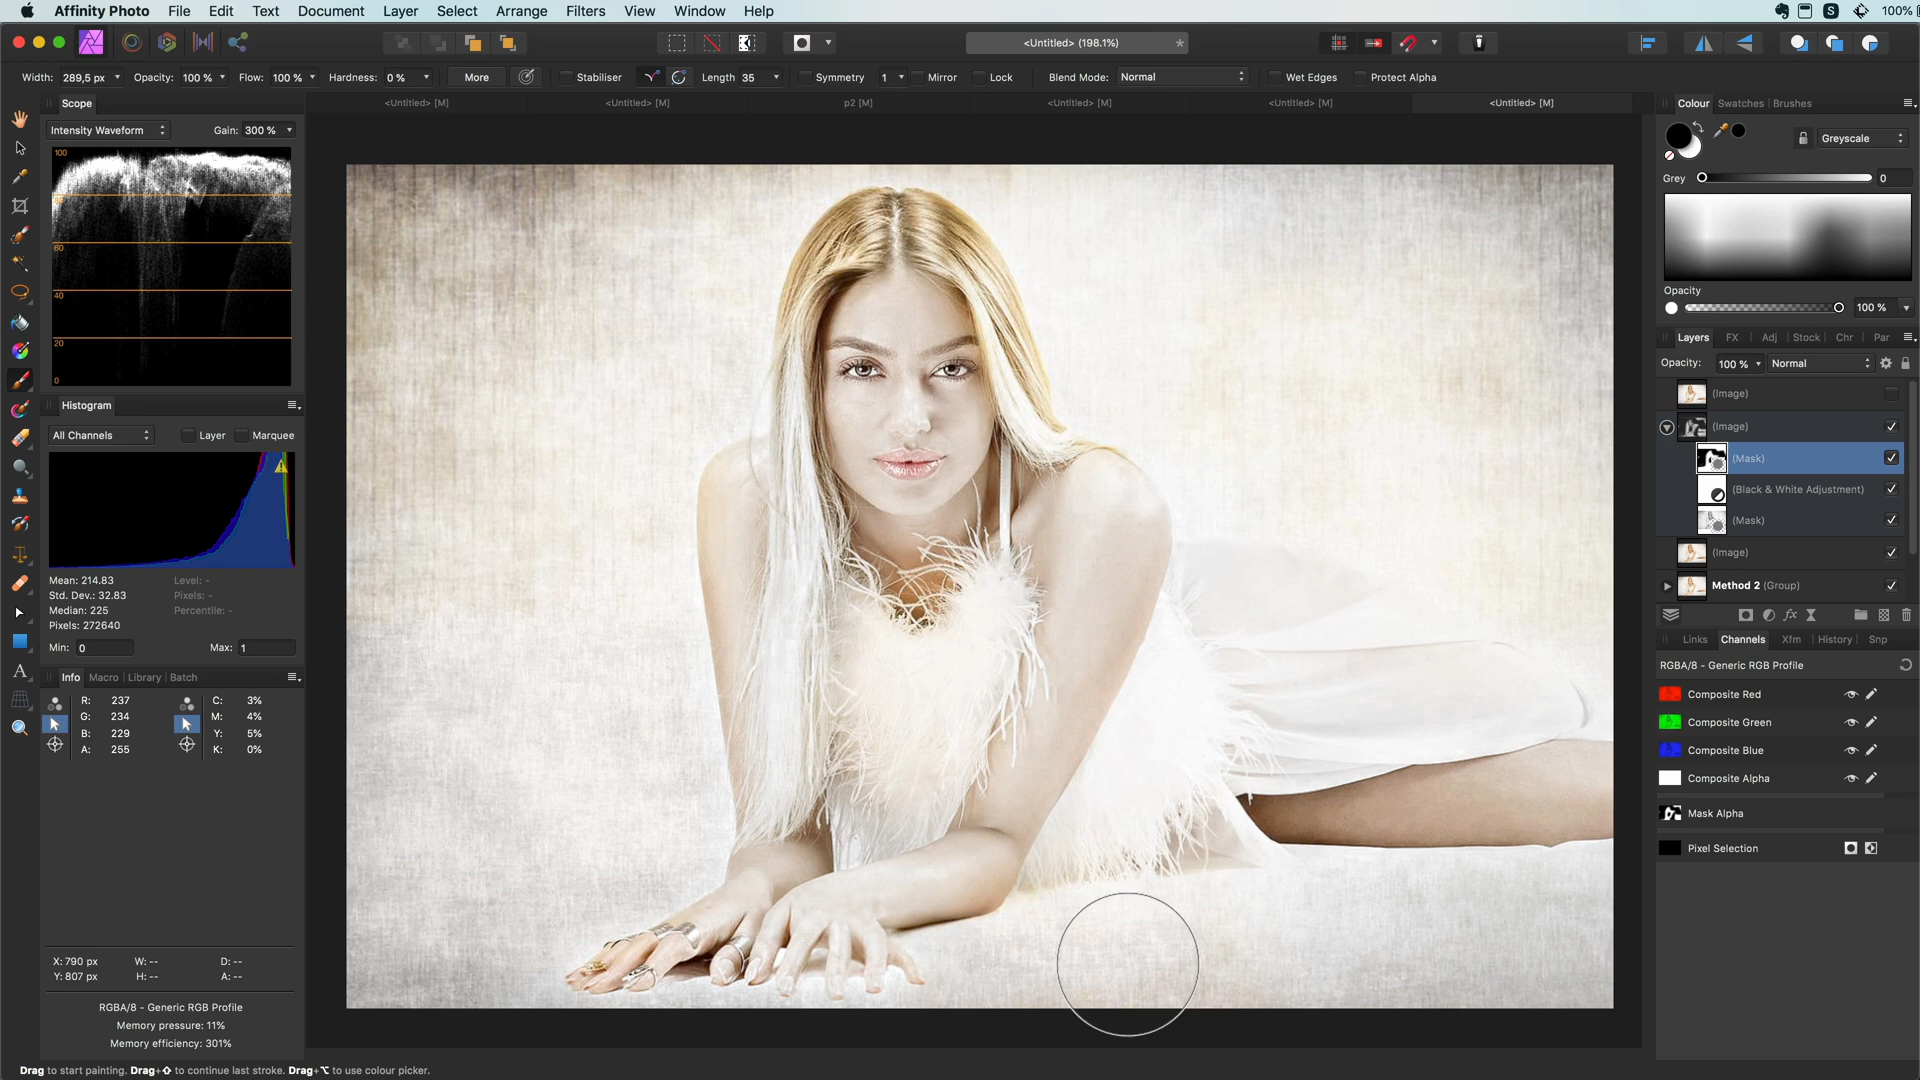 Affinity Photo File Edit Text Document Layer Select Arrange Filters View Window Help 100%
<Untitled> (198.1%) *
Width: 289,5 px Opacity: 100 % Flow: 100 % Hardness: 0 % More Stabiliser Length 35 Symmetry 1 Mirror Lock Blend Mode: Normal Wet Edges Protect Alpha
Scope
<Untitled> [M] <Untitled> [M] p2 [M] <Untitled> [M] <Untitled> [M] <Untitled> [M]
Colour Swatches Brushes
Intensity Waveform Gain: 300 %
Greyscale
100
Grey 0
60
Opacity
40
100 %
20
Layers FX Adj Stock Chr Par
0
Opacity: 100 % Normal
(Image)
Histogram
(Image)
All Channels Layer Marquee
(Mask)
(Black & White Adjustment)
(Mask)
(Image)
Mean: 214.83 Level: -
Method 2 (Group)
Std. Dev.: 32.83 Pixels: -
Median: 225 Percentile: -
Pixels: 272640
Links Channels Xfm History Snp
Min: 0 Max: 1
RGBA/8 - Generic RGB Profile
Info Macro Library Batch
R: 237 C: 3%
Composite Red
G: 234 M: 4%
Composite Green
B: 229 Y: 5%
Composite Blue
A: 255 K: 0%
Composite Alpha
Mask Alpha
Pixel Selection
X: 790 px W: -- D: --
Y: 807 px H: -- A: --
RGBA/8 - Generic RGB Profile
Memory pressure: 11%
Memory efficiency: 301%
Drag to start painting. Drag+⇧ to continue last stroke. Drag+⌥ to use colour picker.